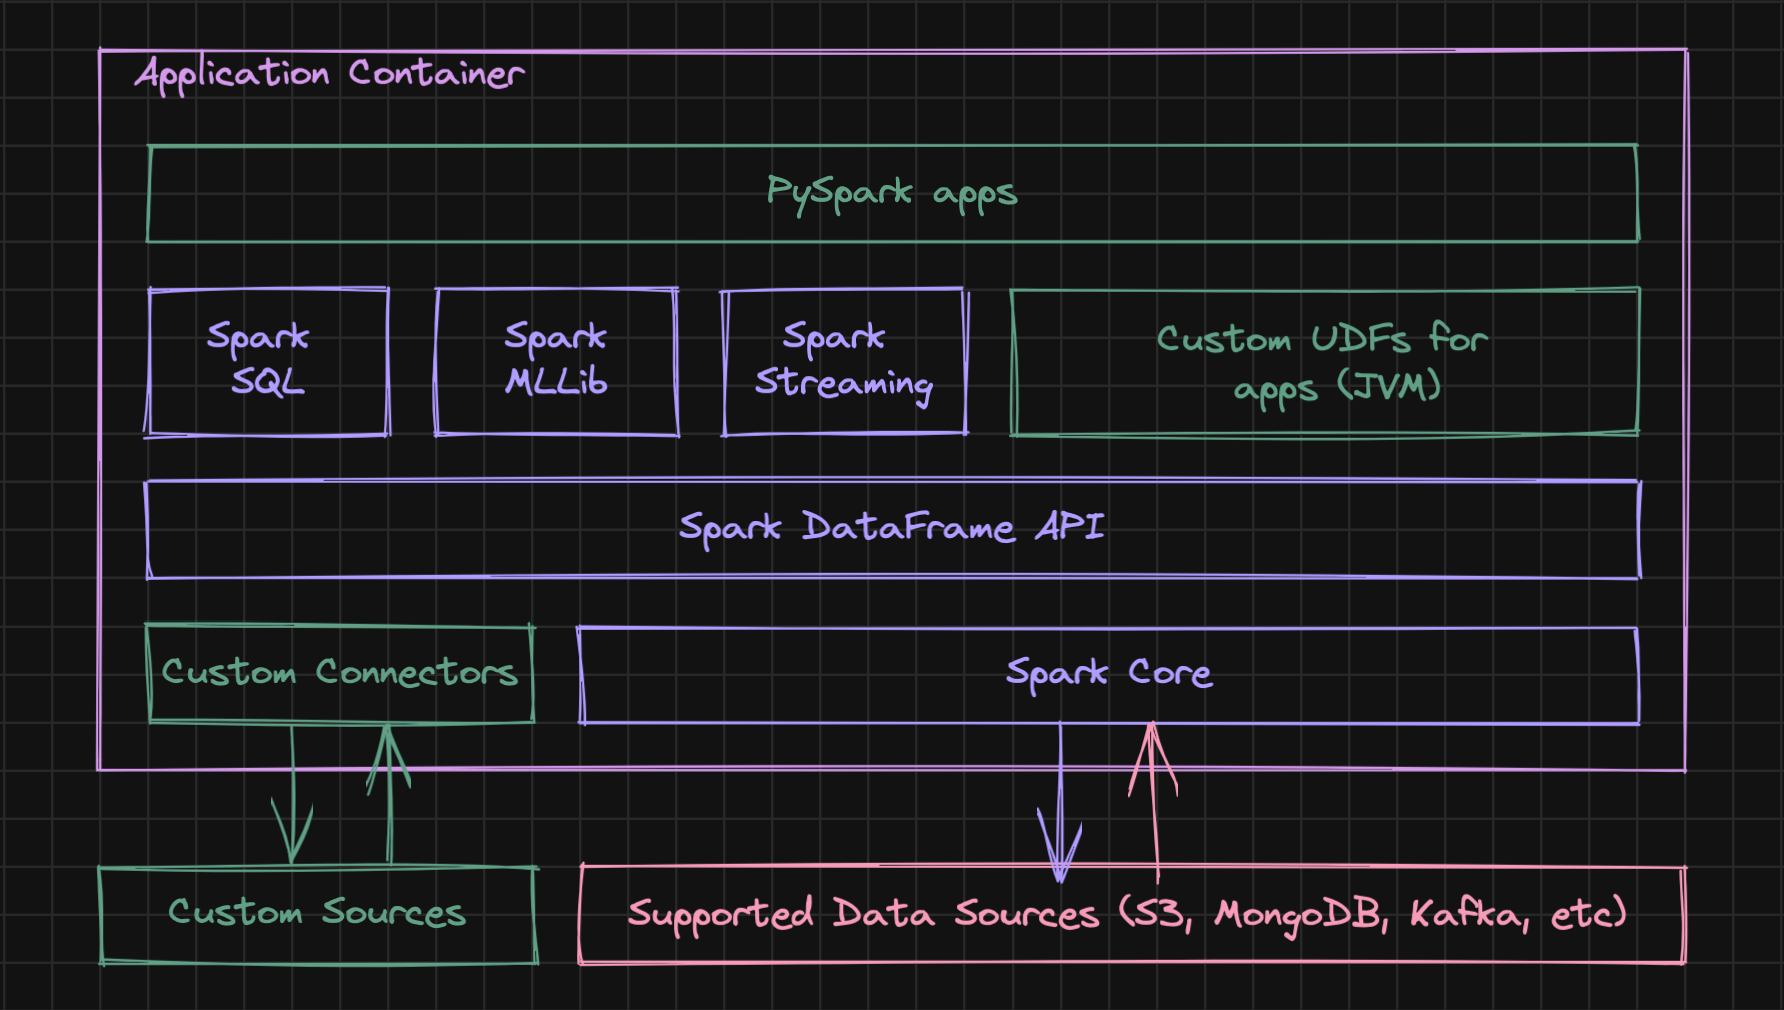 Application Container
PySpark apps
Spark
SQL
Spark
MLLib
Spark
Streaming
Custom UDFs for
apps (JVM)
Spark DataFrame API
Custom Connectors
Spark Core
Custom Sources
Supported Data Sources (S3, MongoDB, Kafka, etc)